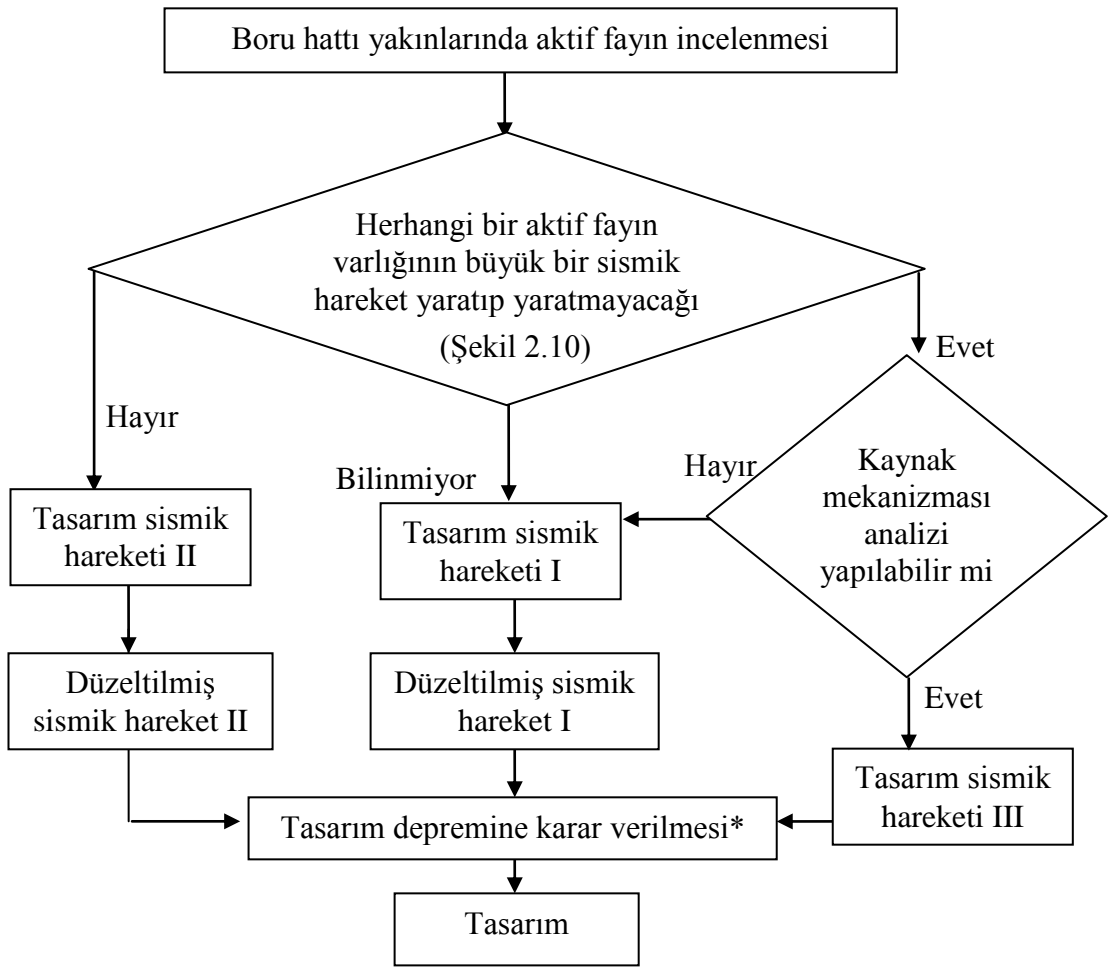 Boru hattı yakınlarında aktif fayın incelenmesi
Herhangi bir aktif fayın
varlığının büyük bir sismik
hareket yaratıp yaratmayacağı
(Şekil 2.10)
Evet
Hayır
Bilinmiyor
Hayır
Kaynak
mekanizması
analizi
yapılabilir mi
Tasarım sismik
hareketi II
Tasarım sismik
hareketi I
Düzeltilmiş
sismik hareket II
Düzeltilmiş sismik
hareket I
Evet
Tasarım sismik
hareketi III
Tasarım depremine karar verilmesi*
Tasarım